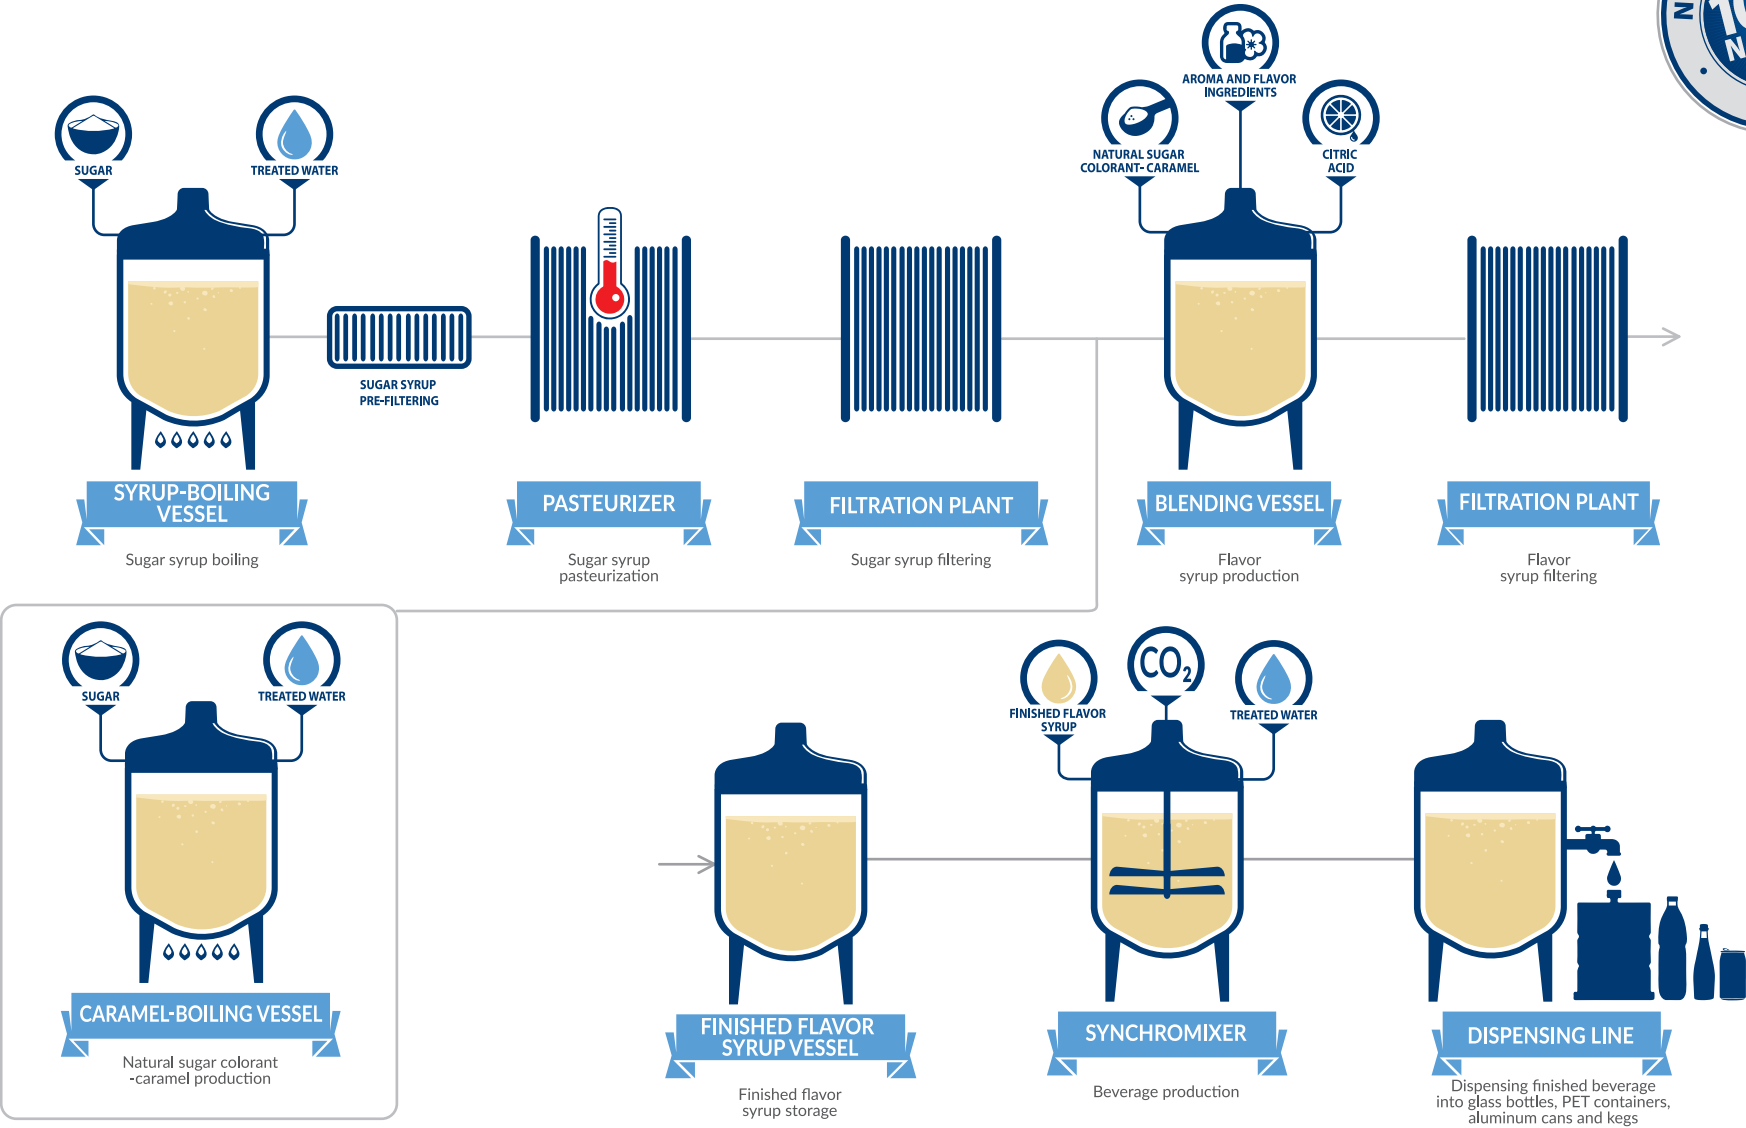 AROMA AND FLAVOR
INGREDIENTS
SUGAR
TREATED WATER
NATURAL SUGAR
COLORANT-CARAMEL
CITRIC
ACID
SUGAR SYRUP
PRE-FILTERING
SYRUP-BOILING
VESSEL
Sugar syrup boiling
PASTEURIZER
Sugar syrup
pasteurization
FILTRATION PLANT
Sugar syrup filtering
BLENDING VESSEL
Flavor
syrup production
FILTRATION PLANT
Flavor
syrup filtering
SUGAR
TREATED WATER
CARAMEL-BOILING VESSEL
Natural sugar colorant
-caramel production
FINISHED FLAVOR
SYRUP
CO2
TREATED WATER
FINISHED FLAVOR
SYRUP VESSEL
Finished flavor
syrup storage
SYNCHROMIXER
Beverage production
DISPENSING LINE
Dispensing finished beverage
into glass bottles, PET containers,
aluminum cans and kegs